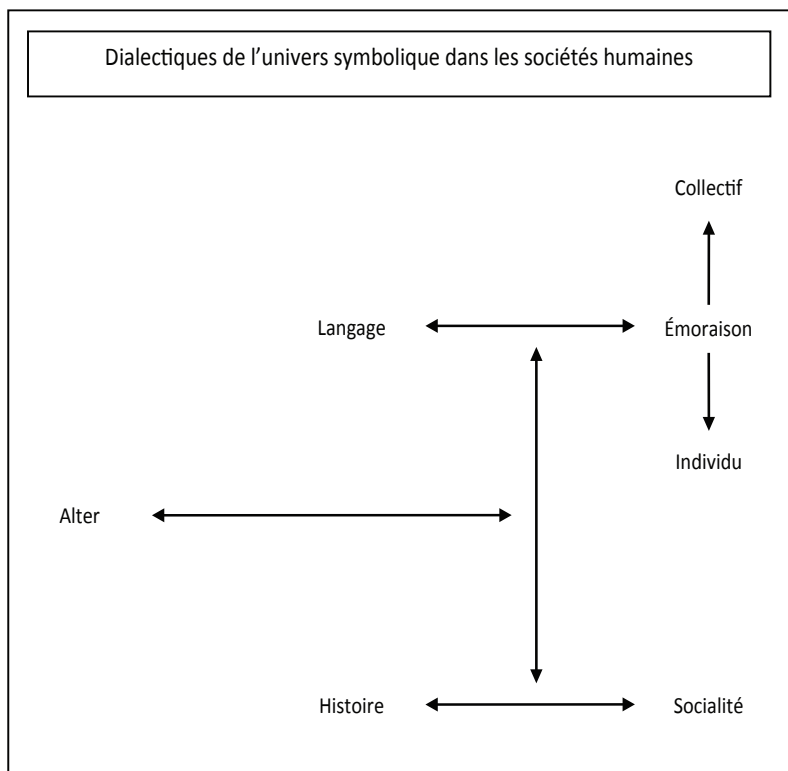 Dialectiques de l’univers symbolique dans les sociétés humaines
Collectif
Langage
Émoraison
Individu
Alter
Histoire
Socialité